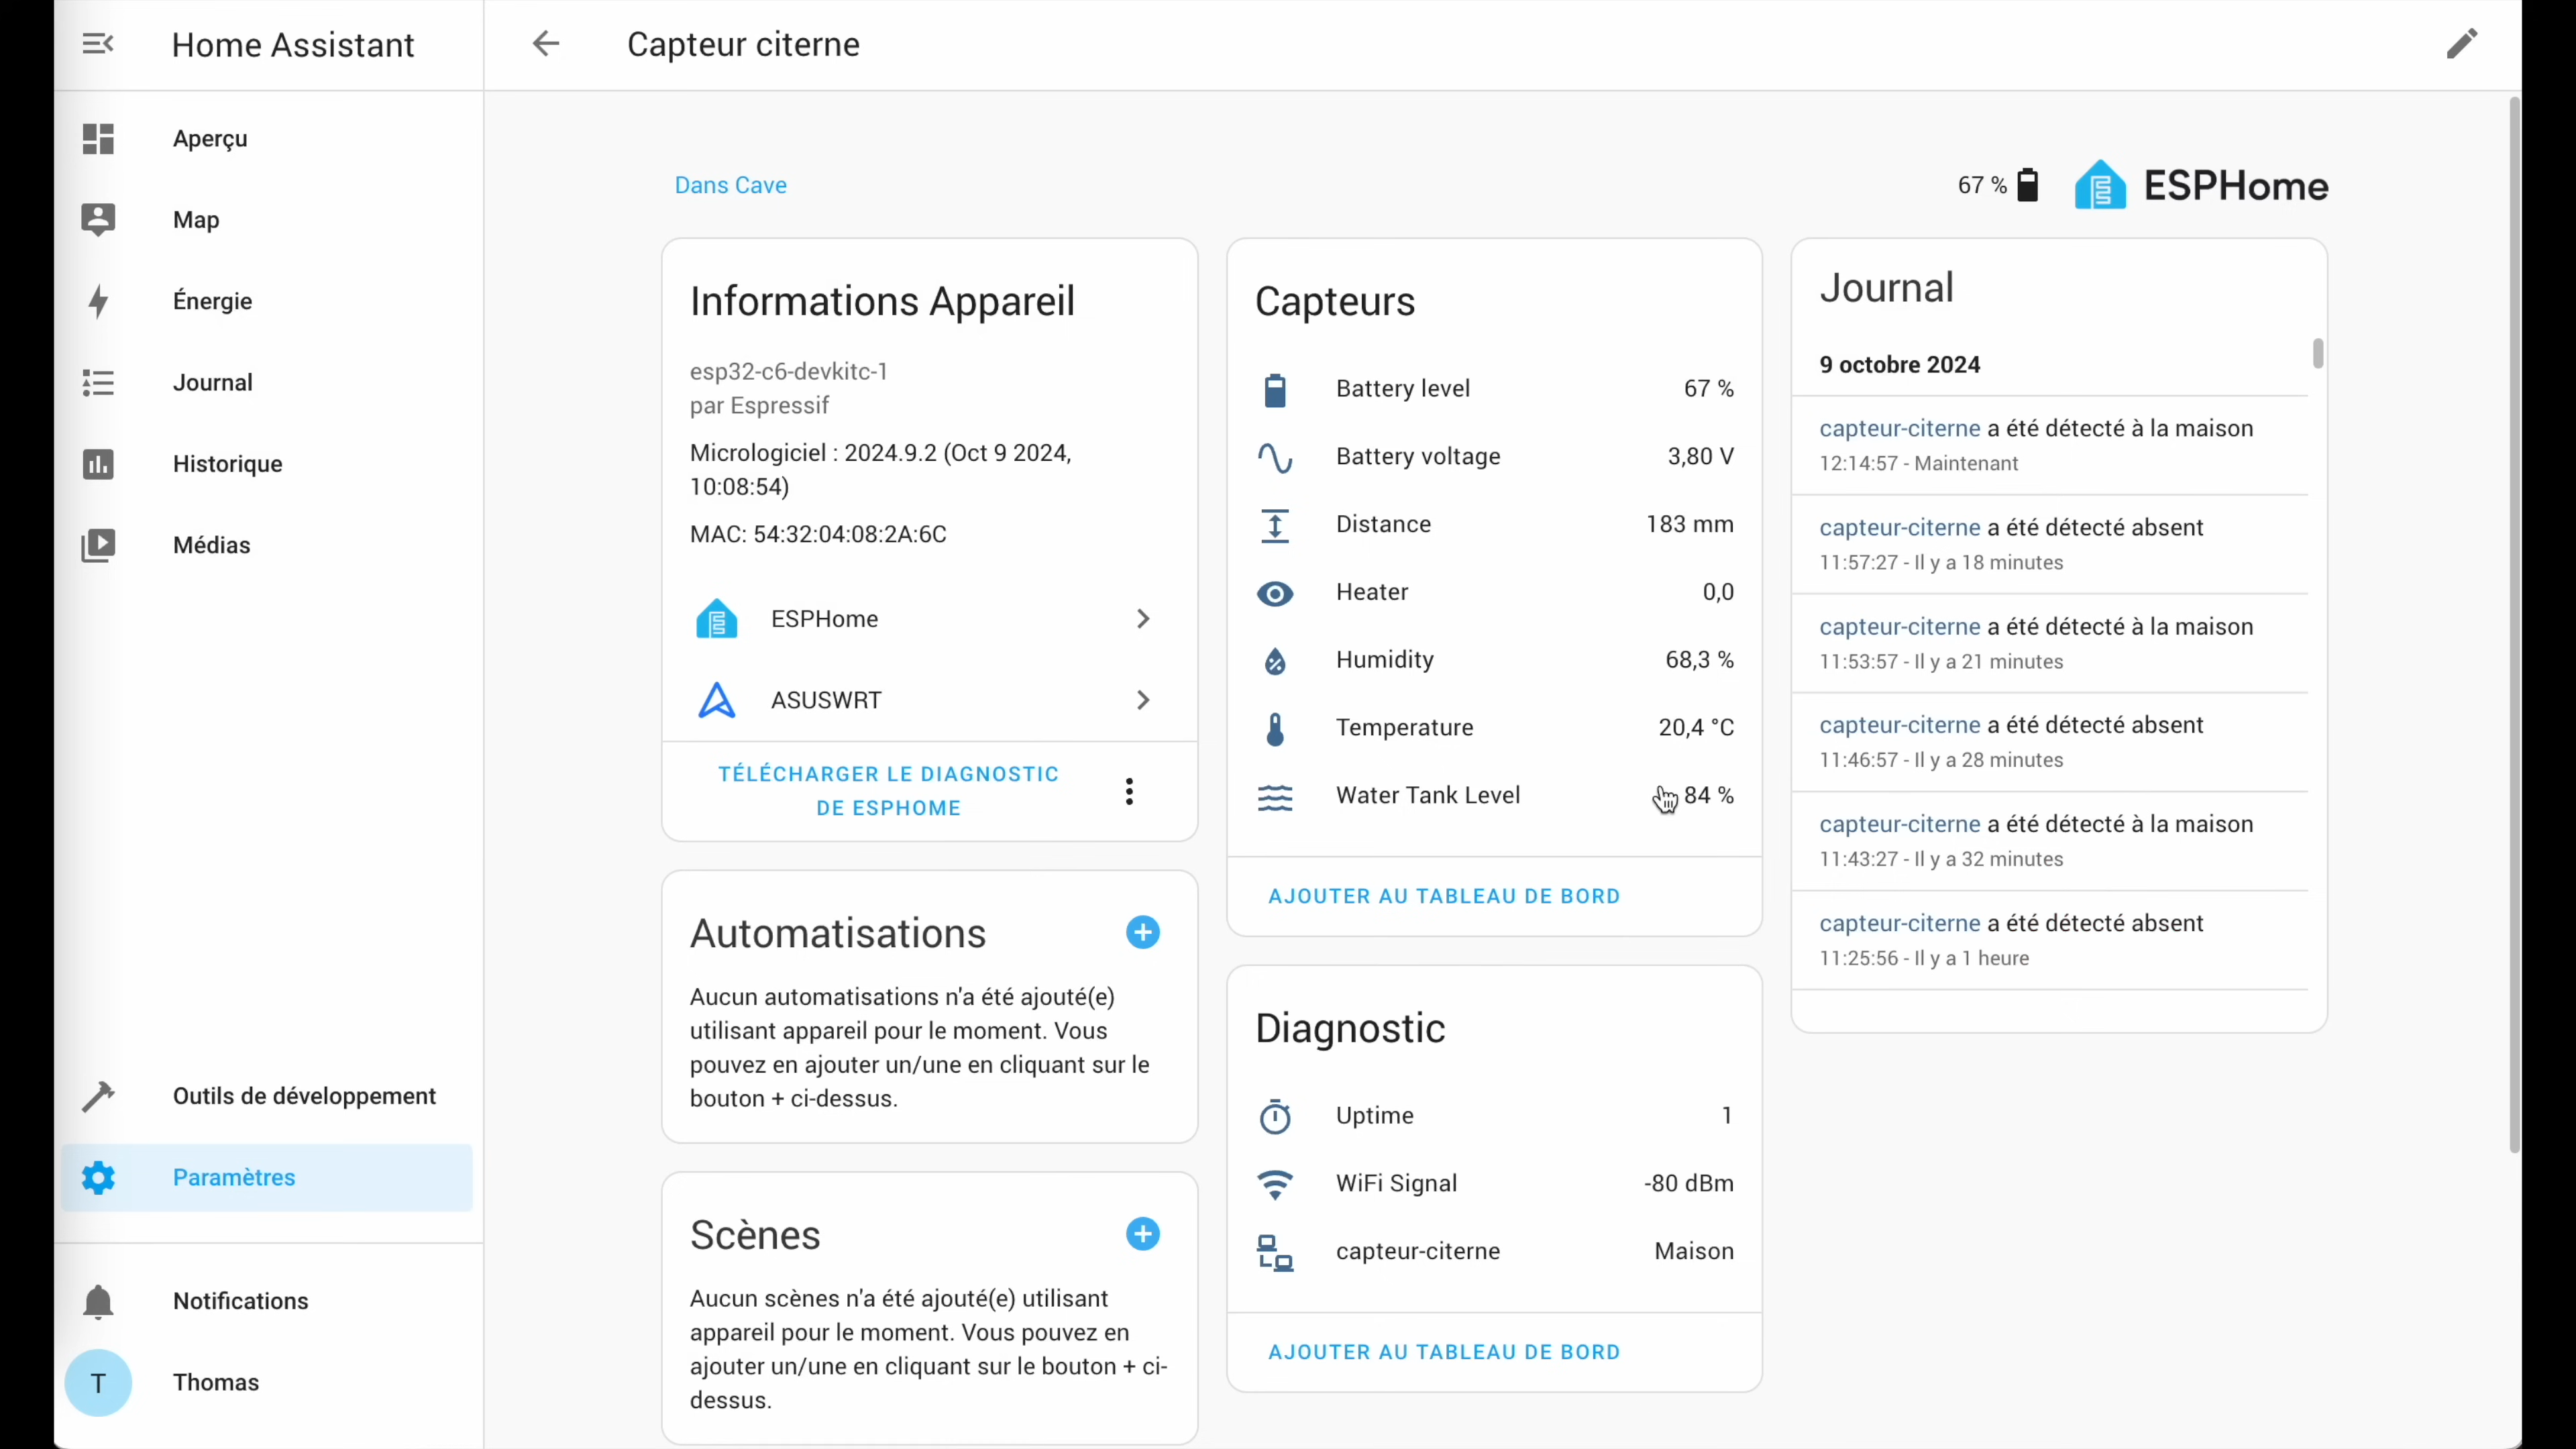 Home Assistant
Aperçu
Map
Énergie
Journal
Historique
Médias
Outils de développement
Paramètres
Notifications
T
Thomas
Capteur citerne
Dans Cave
67 %
ESPHome
Informations Appareil
esp32-c6-devkitc-1
par Espressif
Micrologiciel : 2024.9.2 (Oct 9 2024,
10:08:54)
MAC: 54:32:04:08:2A:6C
ESPHome
ASUSWRT
TÉLÉCHARGER LE DIAGNOSTIC
DE ESPHOME
Automatisations
Aucun automatisations n'a été ajouté(e)
utilisant appareil pour le moment. Vous
pouvez en ajouter un/une en cliquant sur le
bouton + ci-dessus.
Scènes
Aucun scènes n'a été ajouté(e) utilisant
appareil pour le moment. Vous pouvez en
ajouter un/une en cliquant sur le bouton + ci-
dessus.
Capteurs
Battery level 67 %
Battery voltage 3,80 V
Distance 183 mm
Heater 0,0
Humidity 68,3 %
Temperature 20,4 °C
Water Tank Level 84 %
AJOUTER AU TABLEAU DE BORD
Diagnostic
Uptime 1
WiFi Signal -80 dBm
capteur-citerne Maison
AJOUTER AU TABLEAU DE BORD
Journal
9 octobre 2024
capteur-citerne a été détecté à la maison
12:14:57 - Maintenant
capteur-citerne a été détecté absent
11:57:27 - Il y a 18 minutes
capteur-citerne a été détecté à la maison
11:53:57 - Il y a 21 minutes
capteur-citerne a été détecté absent
11:46:57 - Il y a 28 minutes
capteur-citerne a été détecté à la maison
11:43:27 - Il y a 32 minutes
capteur-citerne a été détecté absent
11:25:56 - Il y a 1 heure